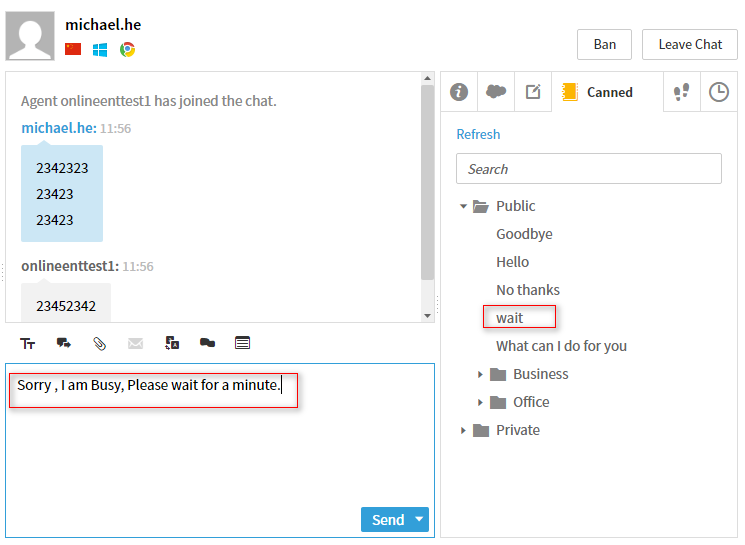 michael.he
Ban
Leave Chat
Agent onlineenttest1 has joined the chat.
michael.he: 11:56
2342323
23423
23423
onlineenttest1: 11:56
23452342
Sorry , I am Busy, Please wait for a minute.
Send
Canned
Refresh
Search
Public
Goodbye
Hello
No thanks
wait
What can I do for you
Business
Office
Private